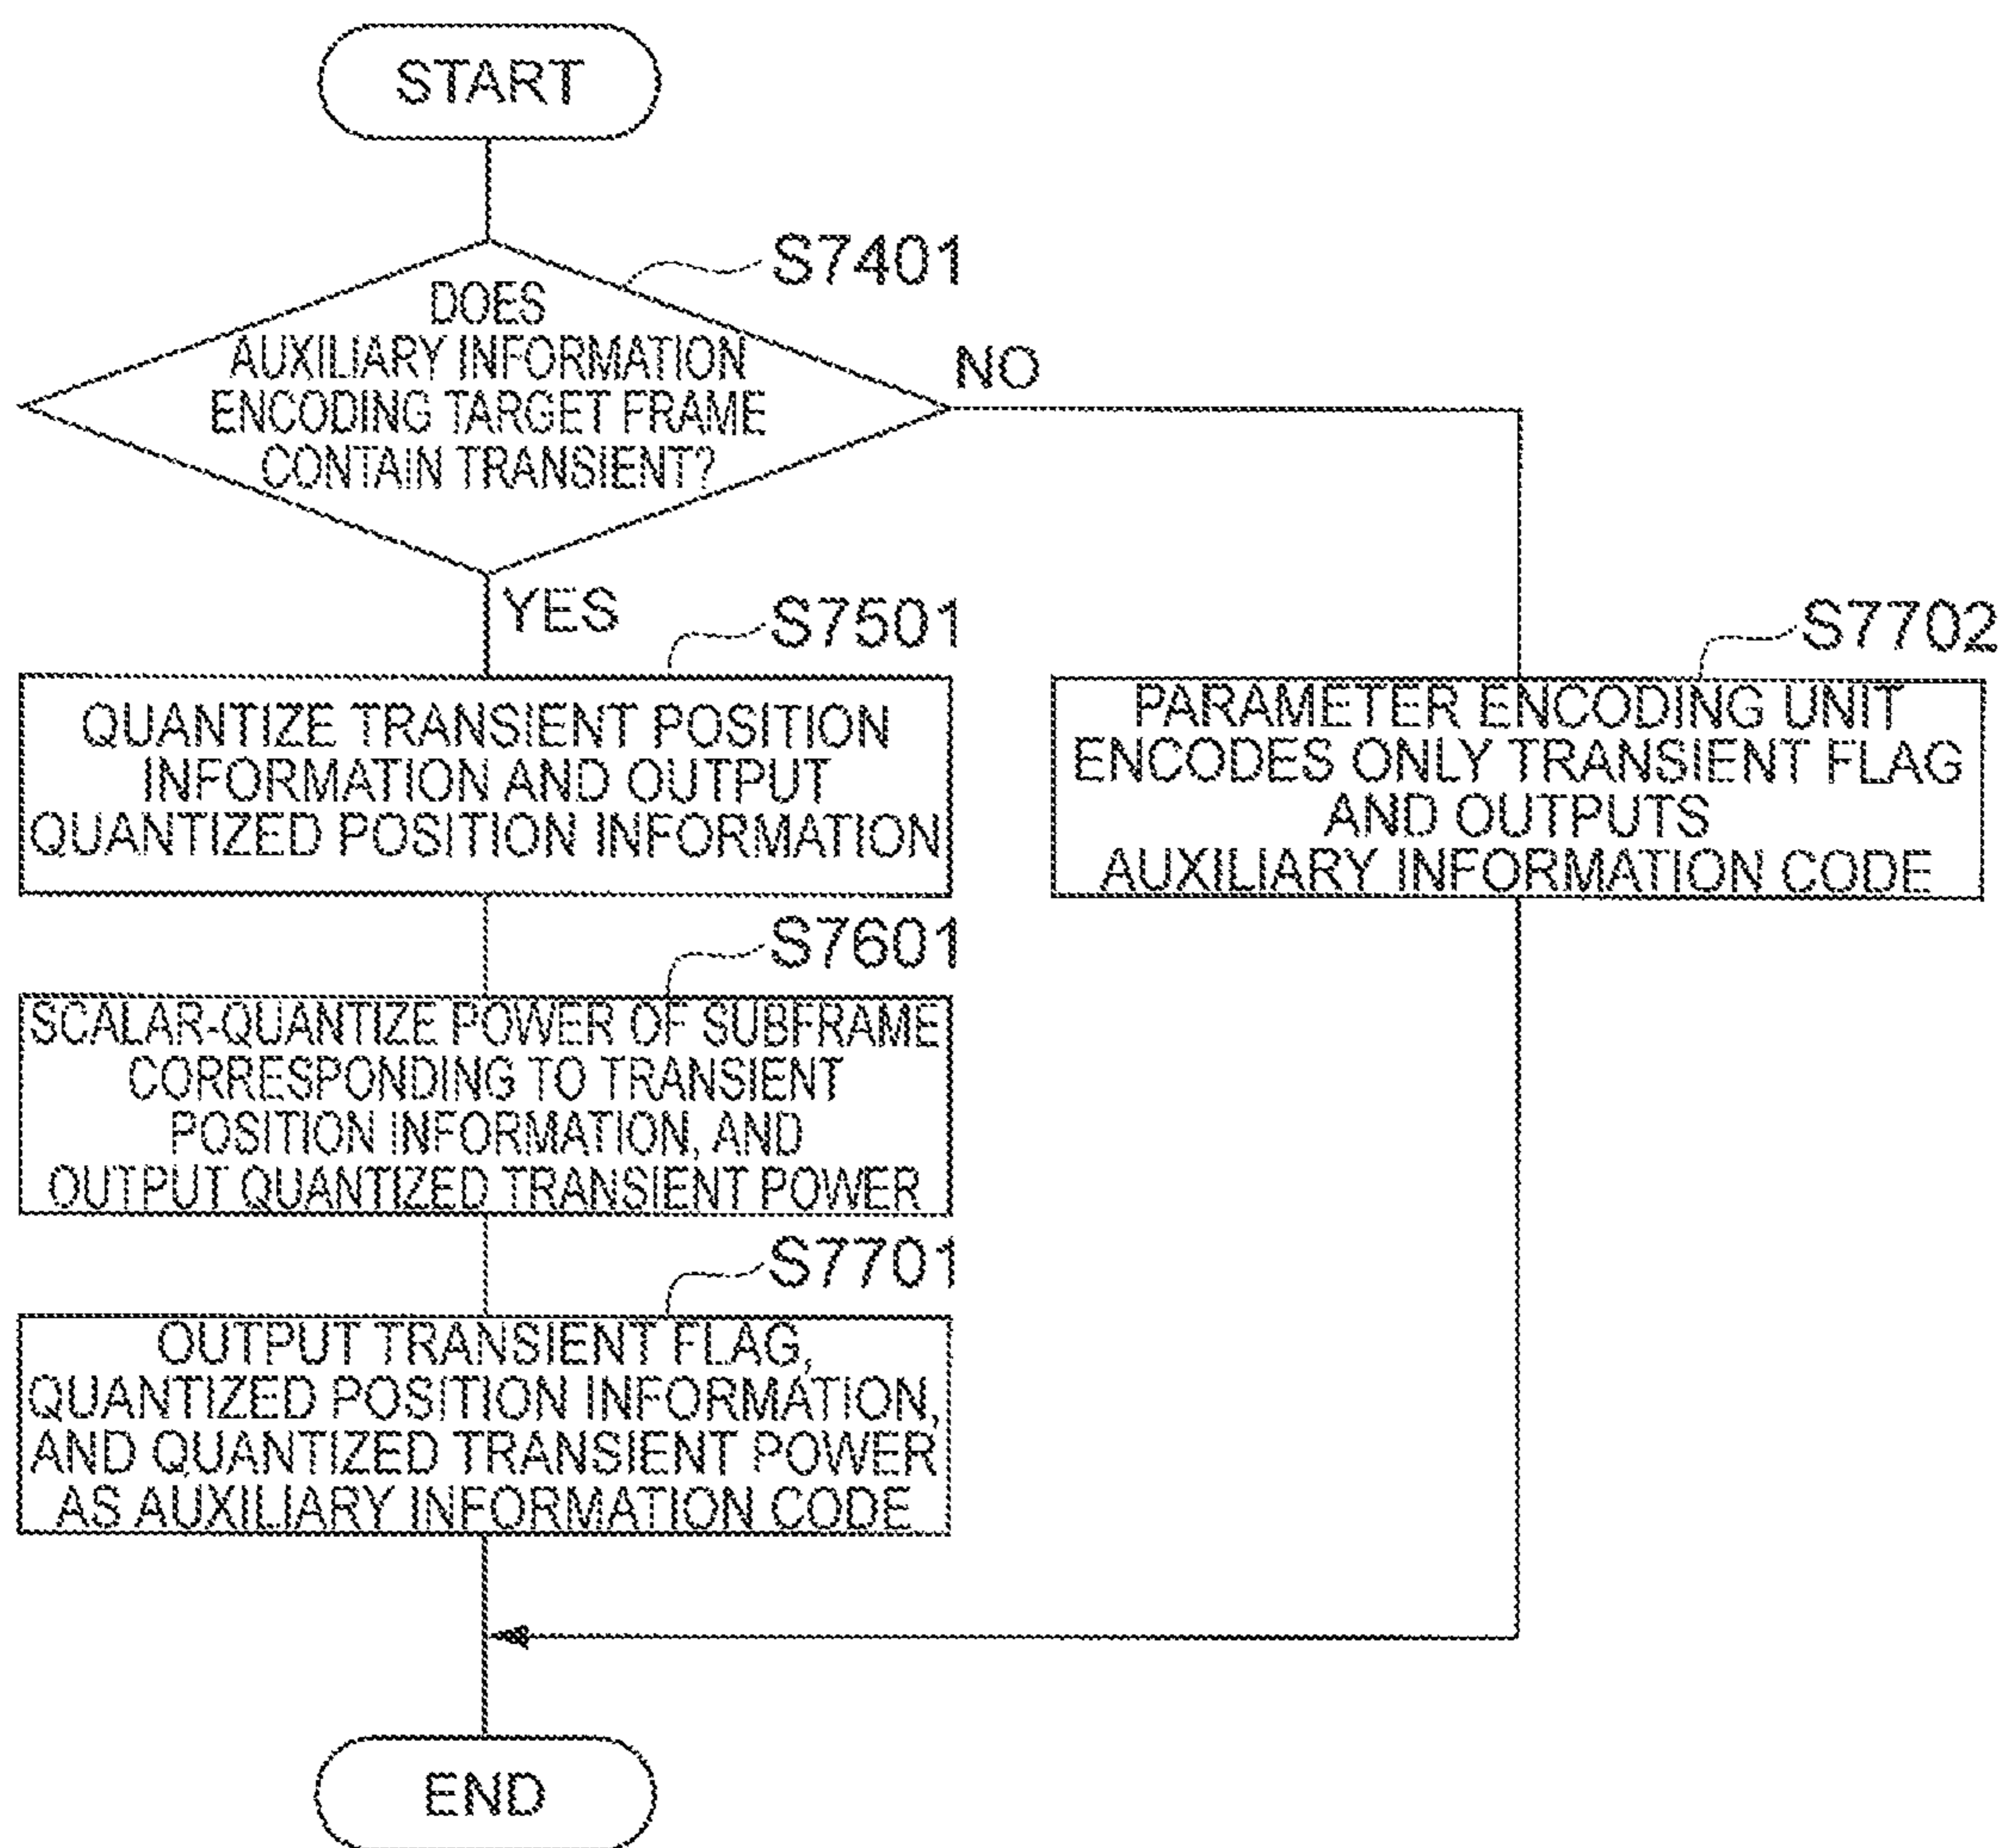 START
S7401
DOES
AUXILIARY INFORMATION
ENCODING TARGET FRAME
CONTAIN TRANSIENT?
NO
YES
S7501
QUANTIZE TRANSIENT POSITION
INFORMATION AND OUTPUT
QUANTIZED POSITION INFORMATION
S7702
PARAMETER ENCODING UNIT
ENCODES ONLY TRANSIENT FLAG
AND OUTPUTS
AUXILIARY INFORMATION CODE
S7601
SCALAR-QUANTIZE POWER OF SUBFRAME
CORRESPONDING TO TRANSIENT
POSITION INFORMATION, AND
OUTPUT QUANTIZED TRANSIENT POWER
S7701
OUTPUT TRANSIENT FLAG,
QUANTIZED POSITION INFORMATION,
AND QUANTIZED TRANSIENT POWER
AS AUXILIARY INFORMATION CODE
END